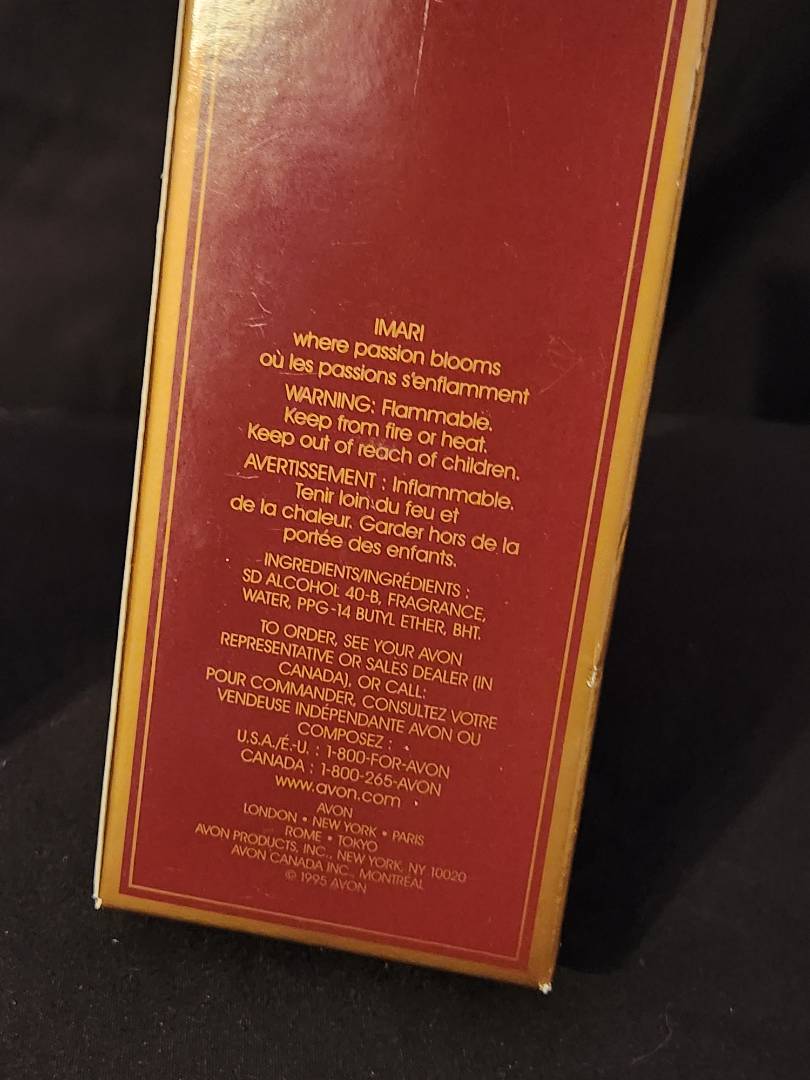 IMARI
where passion blooms
où les passions s'enflamment
WARNING: Flammable.
Keep from fire or heat.
Keep out of reach of children.
AVERTISSEMENT : Inflammable.
Tenir loin du feu et
de la chaleur. Garder hors de la
portée des enfants.
INGREDIENTS/INGRÉDIENTS :
SD ALCOHOL 40-B, FRAGRANCE,
WATER, PPG-14 BUTYL ETHER, BHT.
TO ORDER, SEE YOUR AVON
REPRESENTATIVE OR SALES DEALER (IN
CANADA), OR CALL:
POUR COMMANDER, CONSULTEZ VOTRE
VENDEUSE INDÉPENDANTE AVON OU
COMPOSEZ :
U.S.A./É.-U. : 1-800-FOR-AVON
CANADA : 1-800-265-AVON
www.avon.com
AVON
LONDON • NEW YORK • PARIS
ROME • TOKYO
AVON PRODUCTS, INC., NEW YORK, NY 10020
AVON CANADA INC., MONTRÉAL
© 1995 AVON